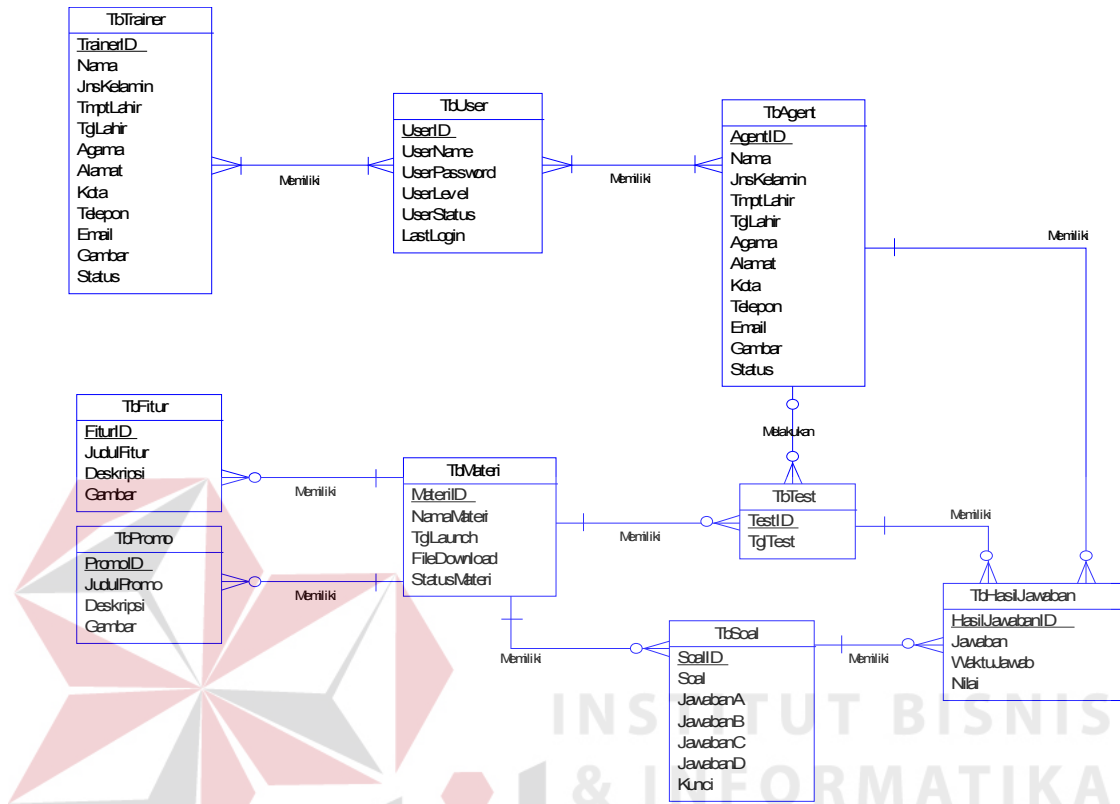 TbTrainer
TrainerID
Nama
JnsKelamin
TmptLahir
TglLahir
Agama
Alamat
Kota
Telepon
Email
Gambar
Status
Memiliki
TbUser
UserID
UserName
UserPassword
UserLevel
UserStatus
LastLogin
Memiliki
TbAgent
AgentID
Nama
JnsKelamin
TmptLahir
TglLahir
Agama
Alamat
Kota
Telepon
Email
Gambar
Status
Memiliki
Melakukan
TbFitur
FiturID
JudulFitur
Deskripsi
Gambar
Memiliki
TbPromo
PromoID
JudulPromo
Deskripsi
Gambar
Memiliki
TbMateri
MateriID
NamaMateri
TglLaunch
FileDownload
StatusMateri
Memiliki
TbTest
TestID
TglTest
Memiliki
Memiliki
TbSoal
SoalID
Soal
JawabanA
JawabanB
JawabanC
JawabanD
Kunci
Memiliki
TbHasilJawaban
HasilJawabanID
Jawaban
WaktuJawab
Nilai
INSTITUT BISNIS
& INFORMATIKA